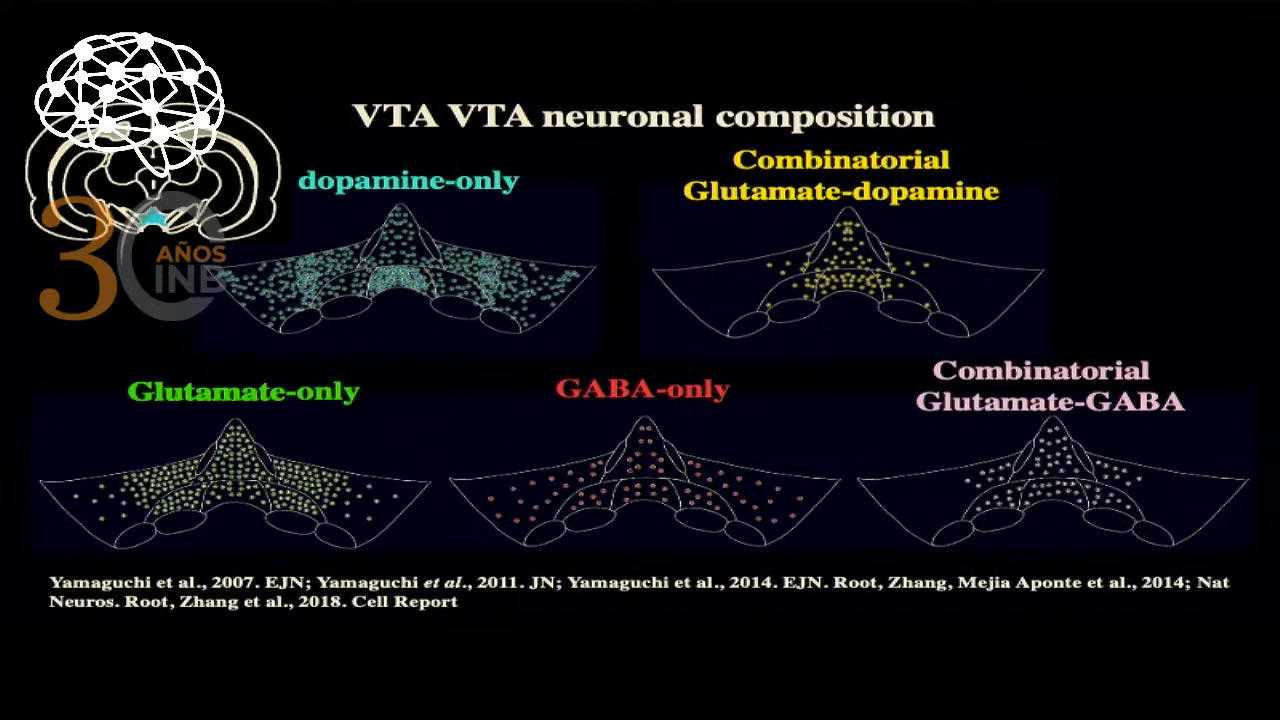 VTA VTA neuronal composition
dopamine-only
Combinatorial
Glutamate-dopamine
30 AÑOS
INB
Glutamate-only
GABA-only
Combinatorial
Glutamate-GABA
Yamaguchi et al., 2007. EJN; Yamaguchi et al., 2011. JN; Yamaguchi et al., 2014. EJN. Root, Zhang, Mejia Aponte et al., 2014; Nat
Neuros. Root, Zhang et al., 2018. Cell Report